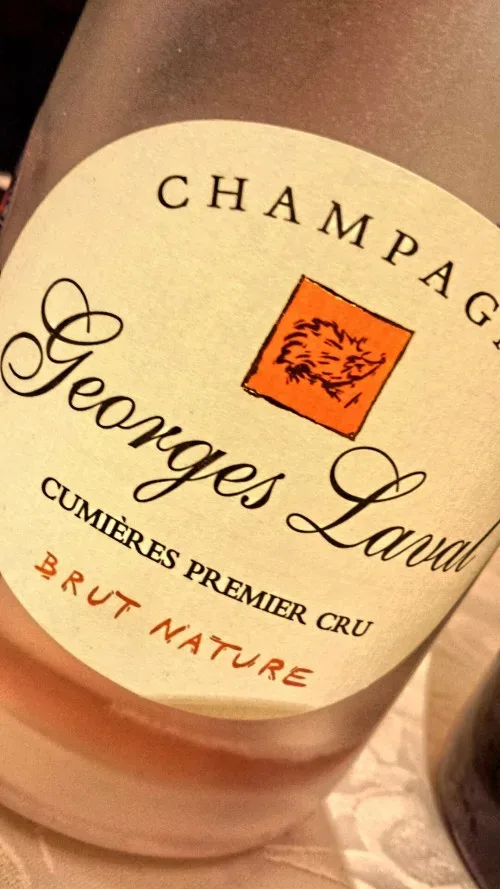 CHAMPAG
Georges Laval
CUMIÈRES PREMIER CRU
BRUT NATURE